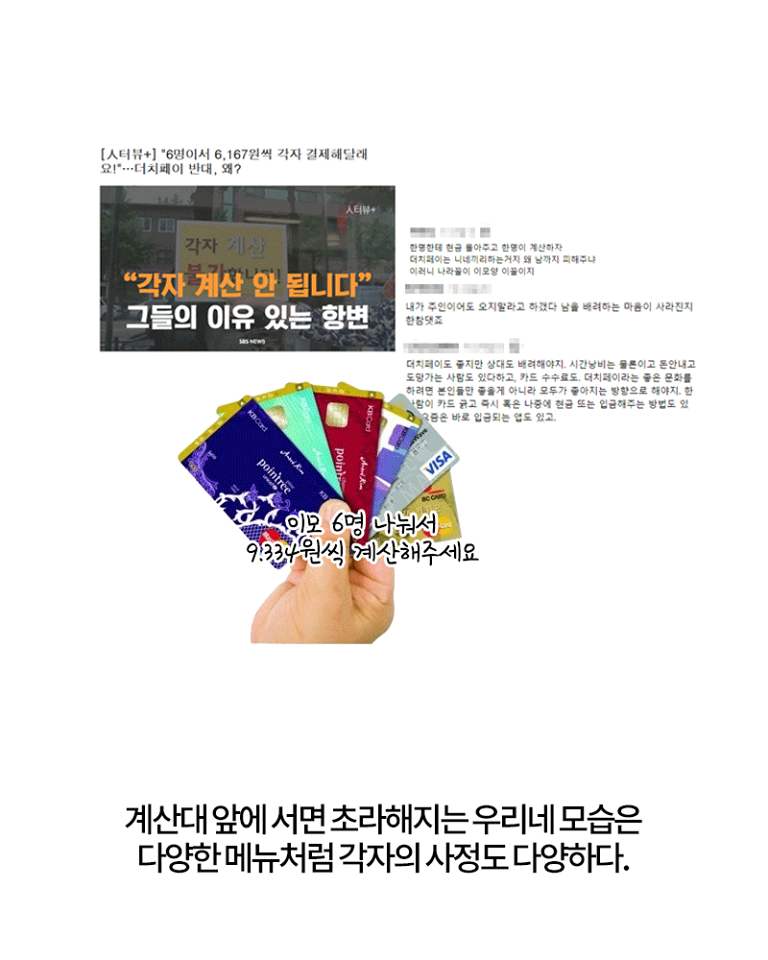 [人터뷰+] "6명이서 6,167원씩 각자 결제해달래
요!"…더치페이 반대, 왜?
人터뷰+
각자 계산
불가합니다
“각자 계산 안 됩니다”
그들의 이유 있는 항변
SBS NEWS
한명한테 현금 몰아주고 한명이 계산하자
더치페이는 니네끼리하는거지 왜 남까지 피해주냐
이러니 나라꼴이 이모양 이꼴이지
내가 주인이어도 오지말라고 하겠다 남을 배려하는 마음이 사라진지
한참댓죠
더치페이도 좋지만 상대도 배려해야지. 시간낭비는 물론이고 돈안내고
도망가는 사람도 있다하고, 카드 수수료도. 더치페이라는 좋은 문화를
하려면 본인들만 좋을게 아니라 모두가 좋아지는 방향으로 해야지. 한
사람이 카드 긁고 즉시 혹은 나중에 현금 또는 입금해주는 방법도 있
요즘은 바로 입금되는 앱도 있고.
KB Card
KB Card
KB Card
pointree
pointree
VISA
BC CARD
이모 6명 나눠서
9.334원씩 계산해주세요
계산대 앞에 서면 초라해지는 우리네 모습은
다양한 메뉴처럼 각자의 사정도 다양하다.